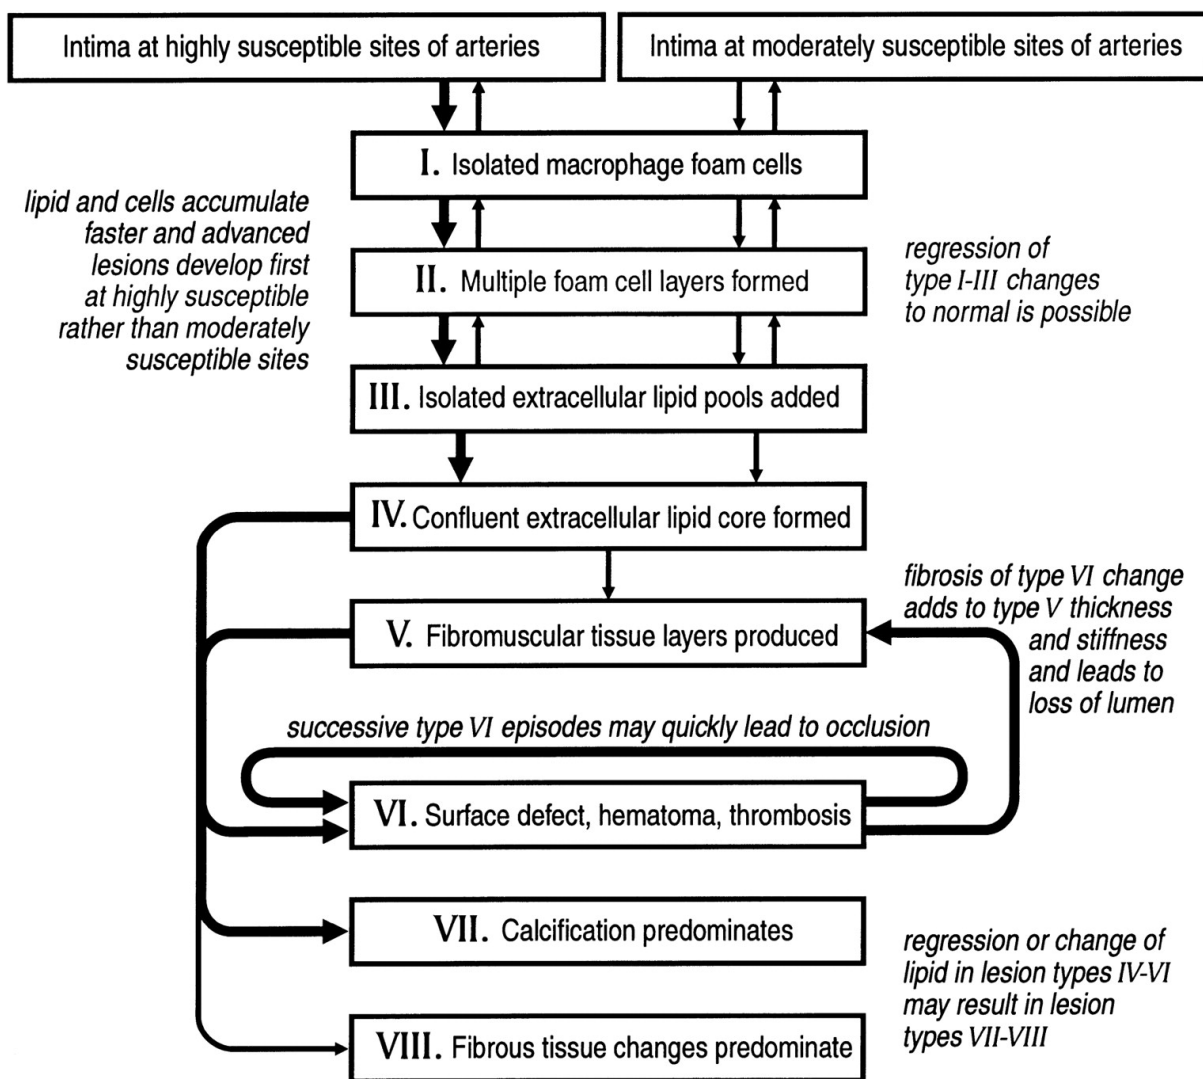 Intima at highly susceptible sites of arteries
Intima at moderately susceptible sites of arteries
I. Isolated macrophage foam cells
lipid and cells accumulate
faster and advanced
lesions develop first
at highly susceptible
rather than moderately
susceptible sites
II. Multiple foam cell layers formed
regression of
type I-III changes
to normal is possible
III. Isolated extracellular lipid pools added
IV. Confluent extracellular lipid core formed
V. Fibromuscular tissue layers produced
fibrosis of type VI change
adds to type V thickness
and stiffness
and leads to
loss of lumen
successive type VI episodes may quickly lead to occlusion
VI. Surface defect, hematoma, thrombosis
VII. Calcification predominates
regression or change of
lipid in lesion types IV-VI
may result in lesion
types VII-VIII
VIII. Fibrous tissue changes predominate